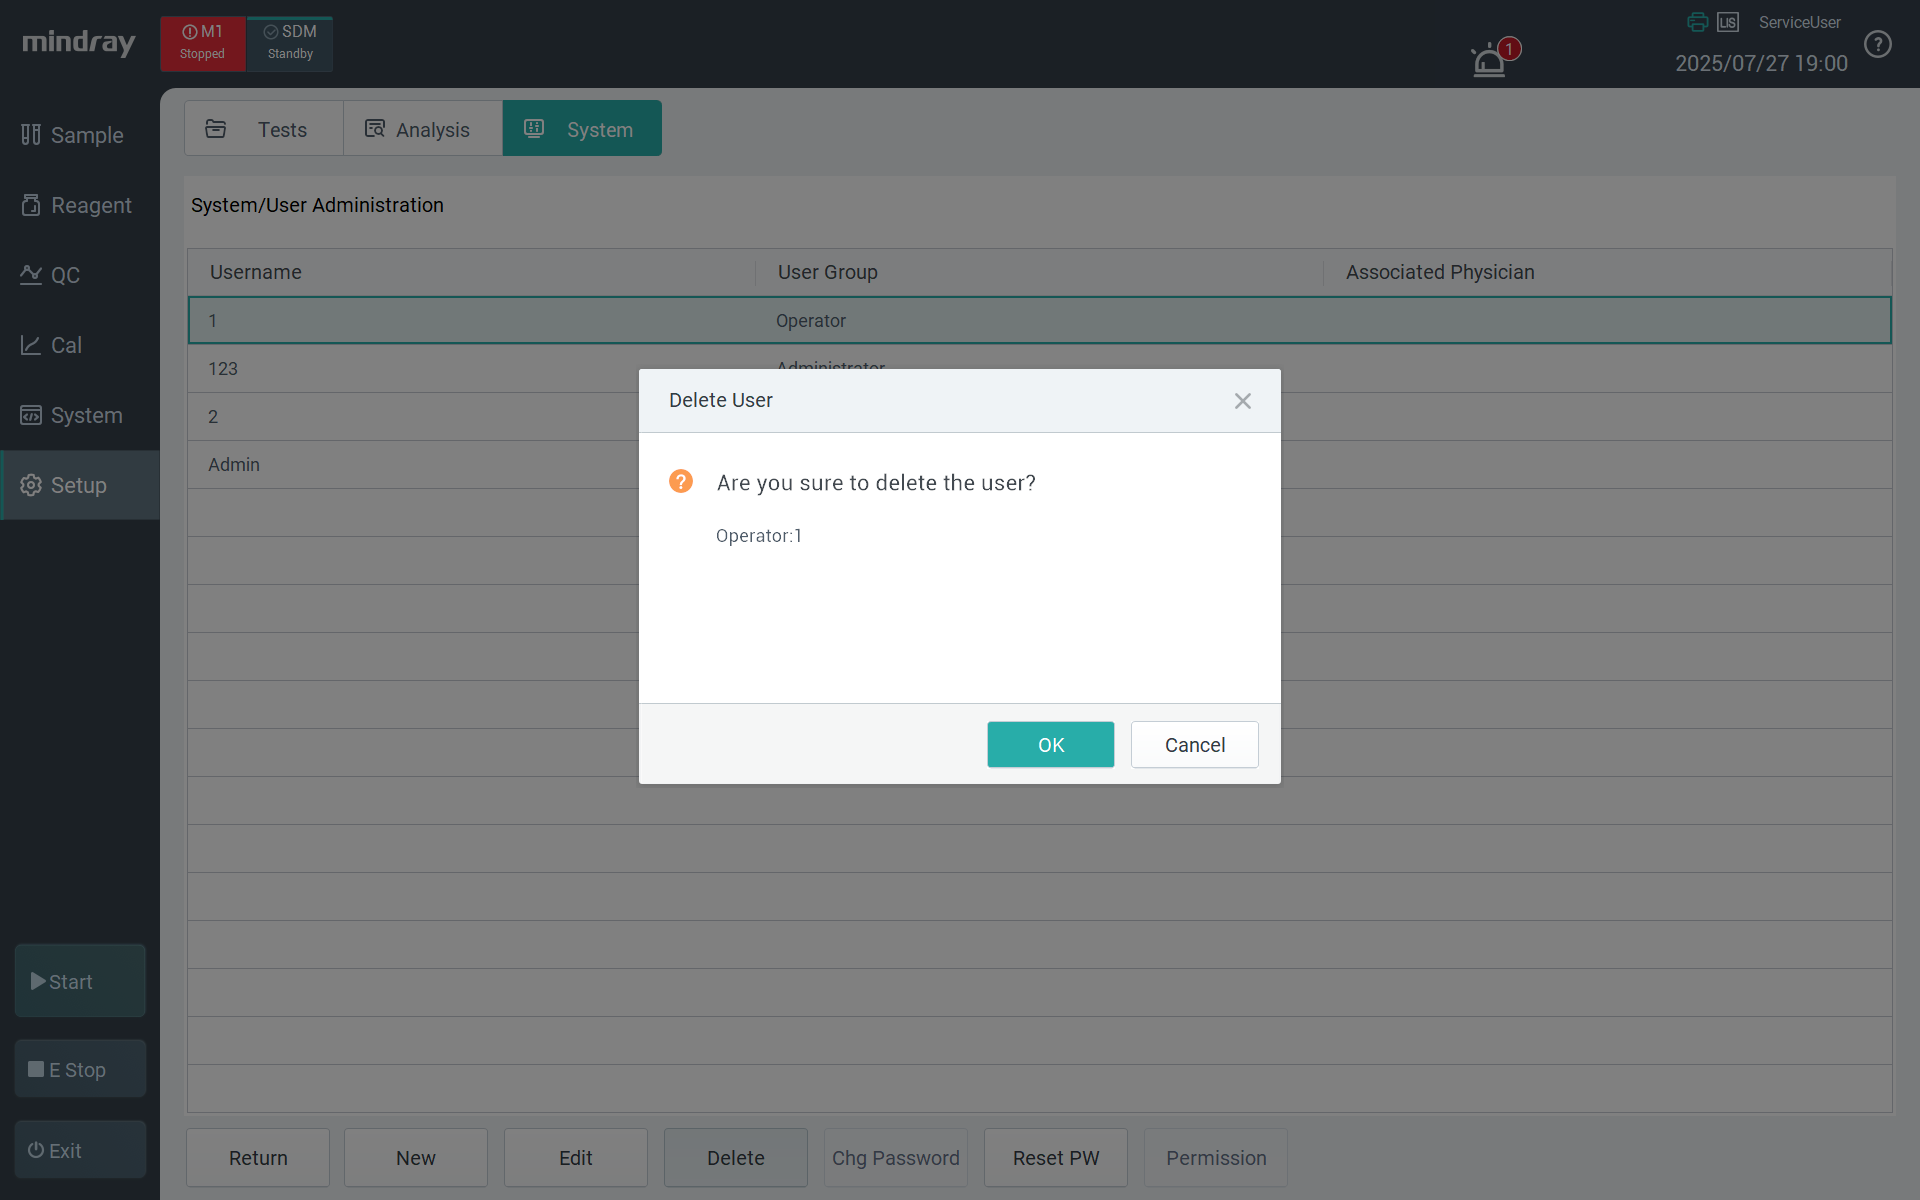 mindray
M1
Stopped
SDM
Standby
1
LIS
ServiceUser
2025/07/27 19:00
?
Sample
Reagent
QC
Cal
System
Setup
Start
E Stop
Exit
Tests
Analysis
System
System/User Administration
Username
User Group
Associated Physician
1
Operator
123
Administrator
2
Admin
Delete User
?
Are you sure to delete the user?
Operator:1
OK
Cancel
Return
New
Edit
Delete
Chg Password
Reset PW
Permission